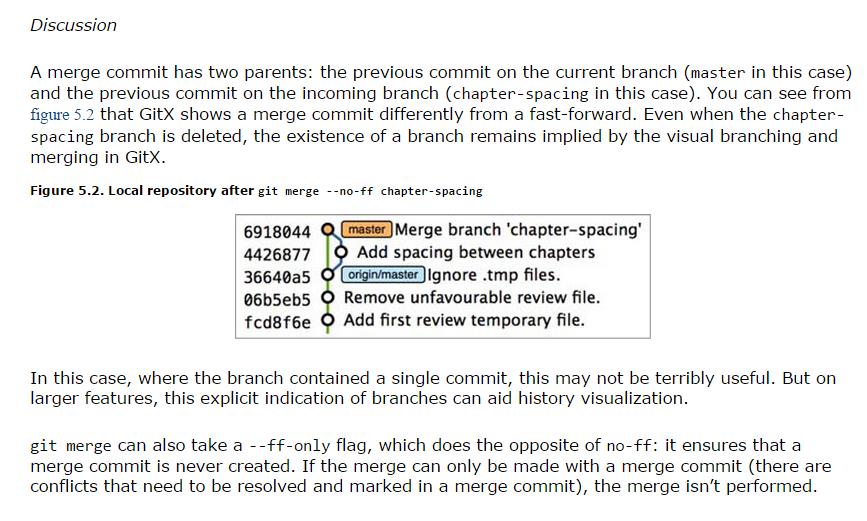 Discussion
A merge commit has two parents: the previous commit on the current branch (master in this case)
and the previous commit on the incoming branch (chapter-spacing in this case). You can see from
figure 5.2 that GitX shows a merge commit differently from a fast-forward. Even when the chapter-
spacing branch is deleted, the existence of a branch remains implied by the visual branching and
merging in GitX.
Figure 5.2. Local repository after git merge --no-ff chapter-spacing
6918044 master Merge branch 'chapter-spacing'
4426877 Add spacing between chapters
36640a5 origin/master Ignore .tmp files.
06b5eb5 Remove unfavourable review file.
fcd8f6e Add first review temporary file.
In this case, where the branch contained a single commit, this may not be terribly useful. But on
larger features, this explicit indication of branches can aid history visualization.
git merge can also take a --ff-only flag, which does the opposite of no-ff: it ensures that a
merge commit is never created. If the merge can only be made with a merge commit (there are
conflicts that need to be resolved and marked in a merge commit), the merge isn't performed.